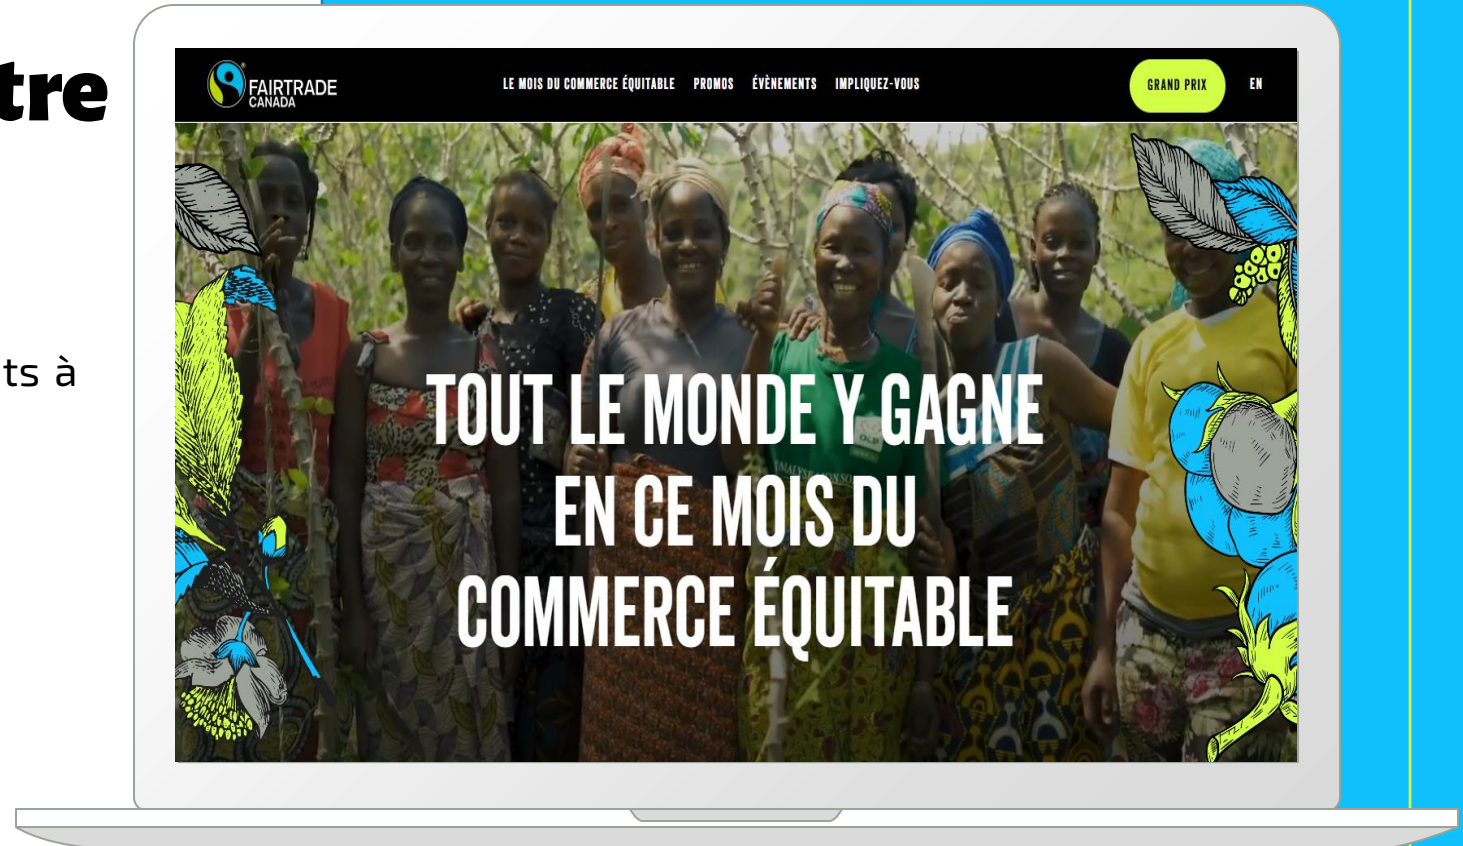 tre
ts à
FAIRTRADE
CANADA
LE MOIS DU COMMERCE ÉQUITABLE PROMOS ÉVÈNEMENTS IMPLIQUEZ-VOUS
GRAND PRIX
EN
TOUT LE MONDE Y GAGNE
EN CE MOIS DU
COMMERCE ÉQUITABLE